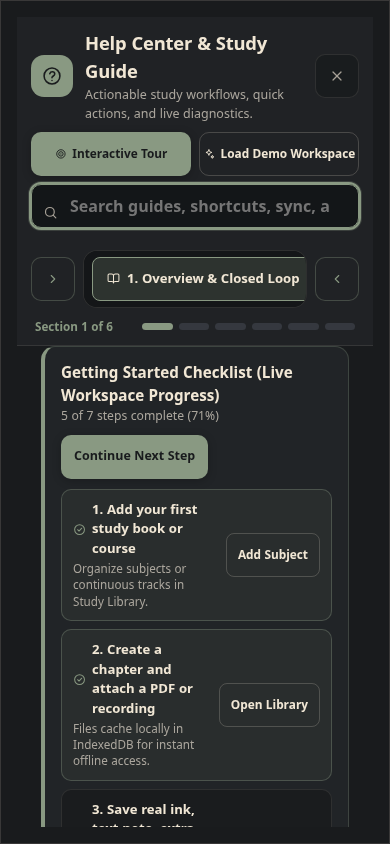 Help Center & Study
Guide
Actionable study workflows, quick
actions, and live diagnostics.
Interactive Tour
Load Demo Workspace
Search guides, shortcuts, sync, a
1. Overview & Closed Loop
Section 1 of 6
Getting Started Checklist (Live
Workspace Progress)
5 of 7 steps complete (71%)
Continue Next Step
1. Add your first
study book or
course
Organize subjects or
continuous tracks in
Study Library.
Add Subject
2. Create a
chapter and
attach a PDF or
recording
Files cache locally in
IndexedDB for instant
offline access.
Open Library
3. Save real ink,
text note, extra